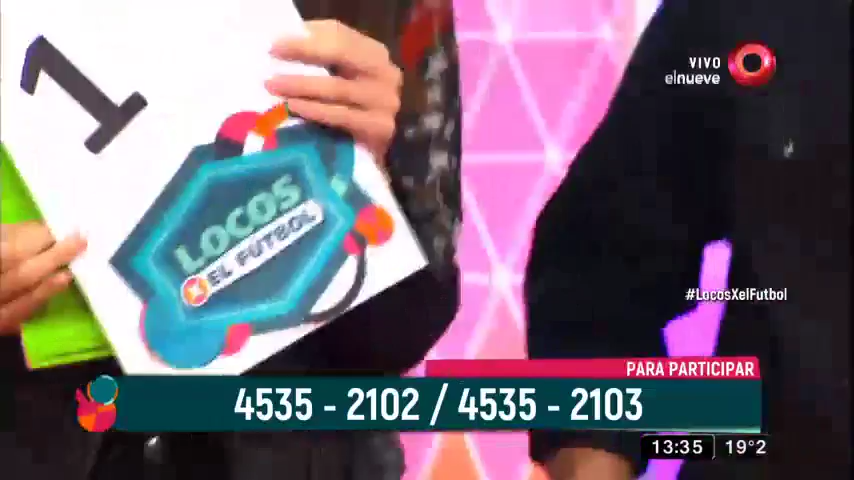 1
LOCOS
X EL FUTBOL
VIVO
elnueve
#LocosXelFutbol
PARA PARTICIPAR
4535 - 2102 / 4535 - 2103
13:35 19°2